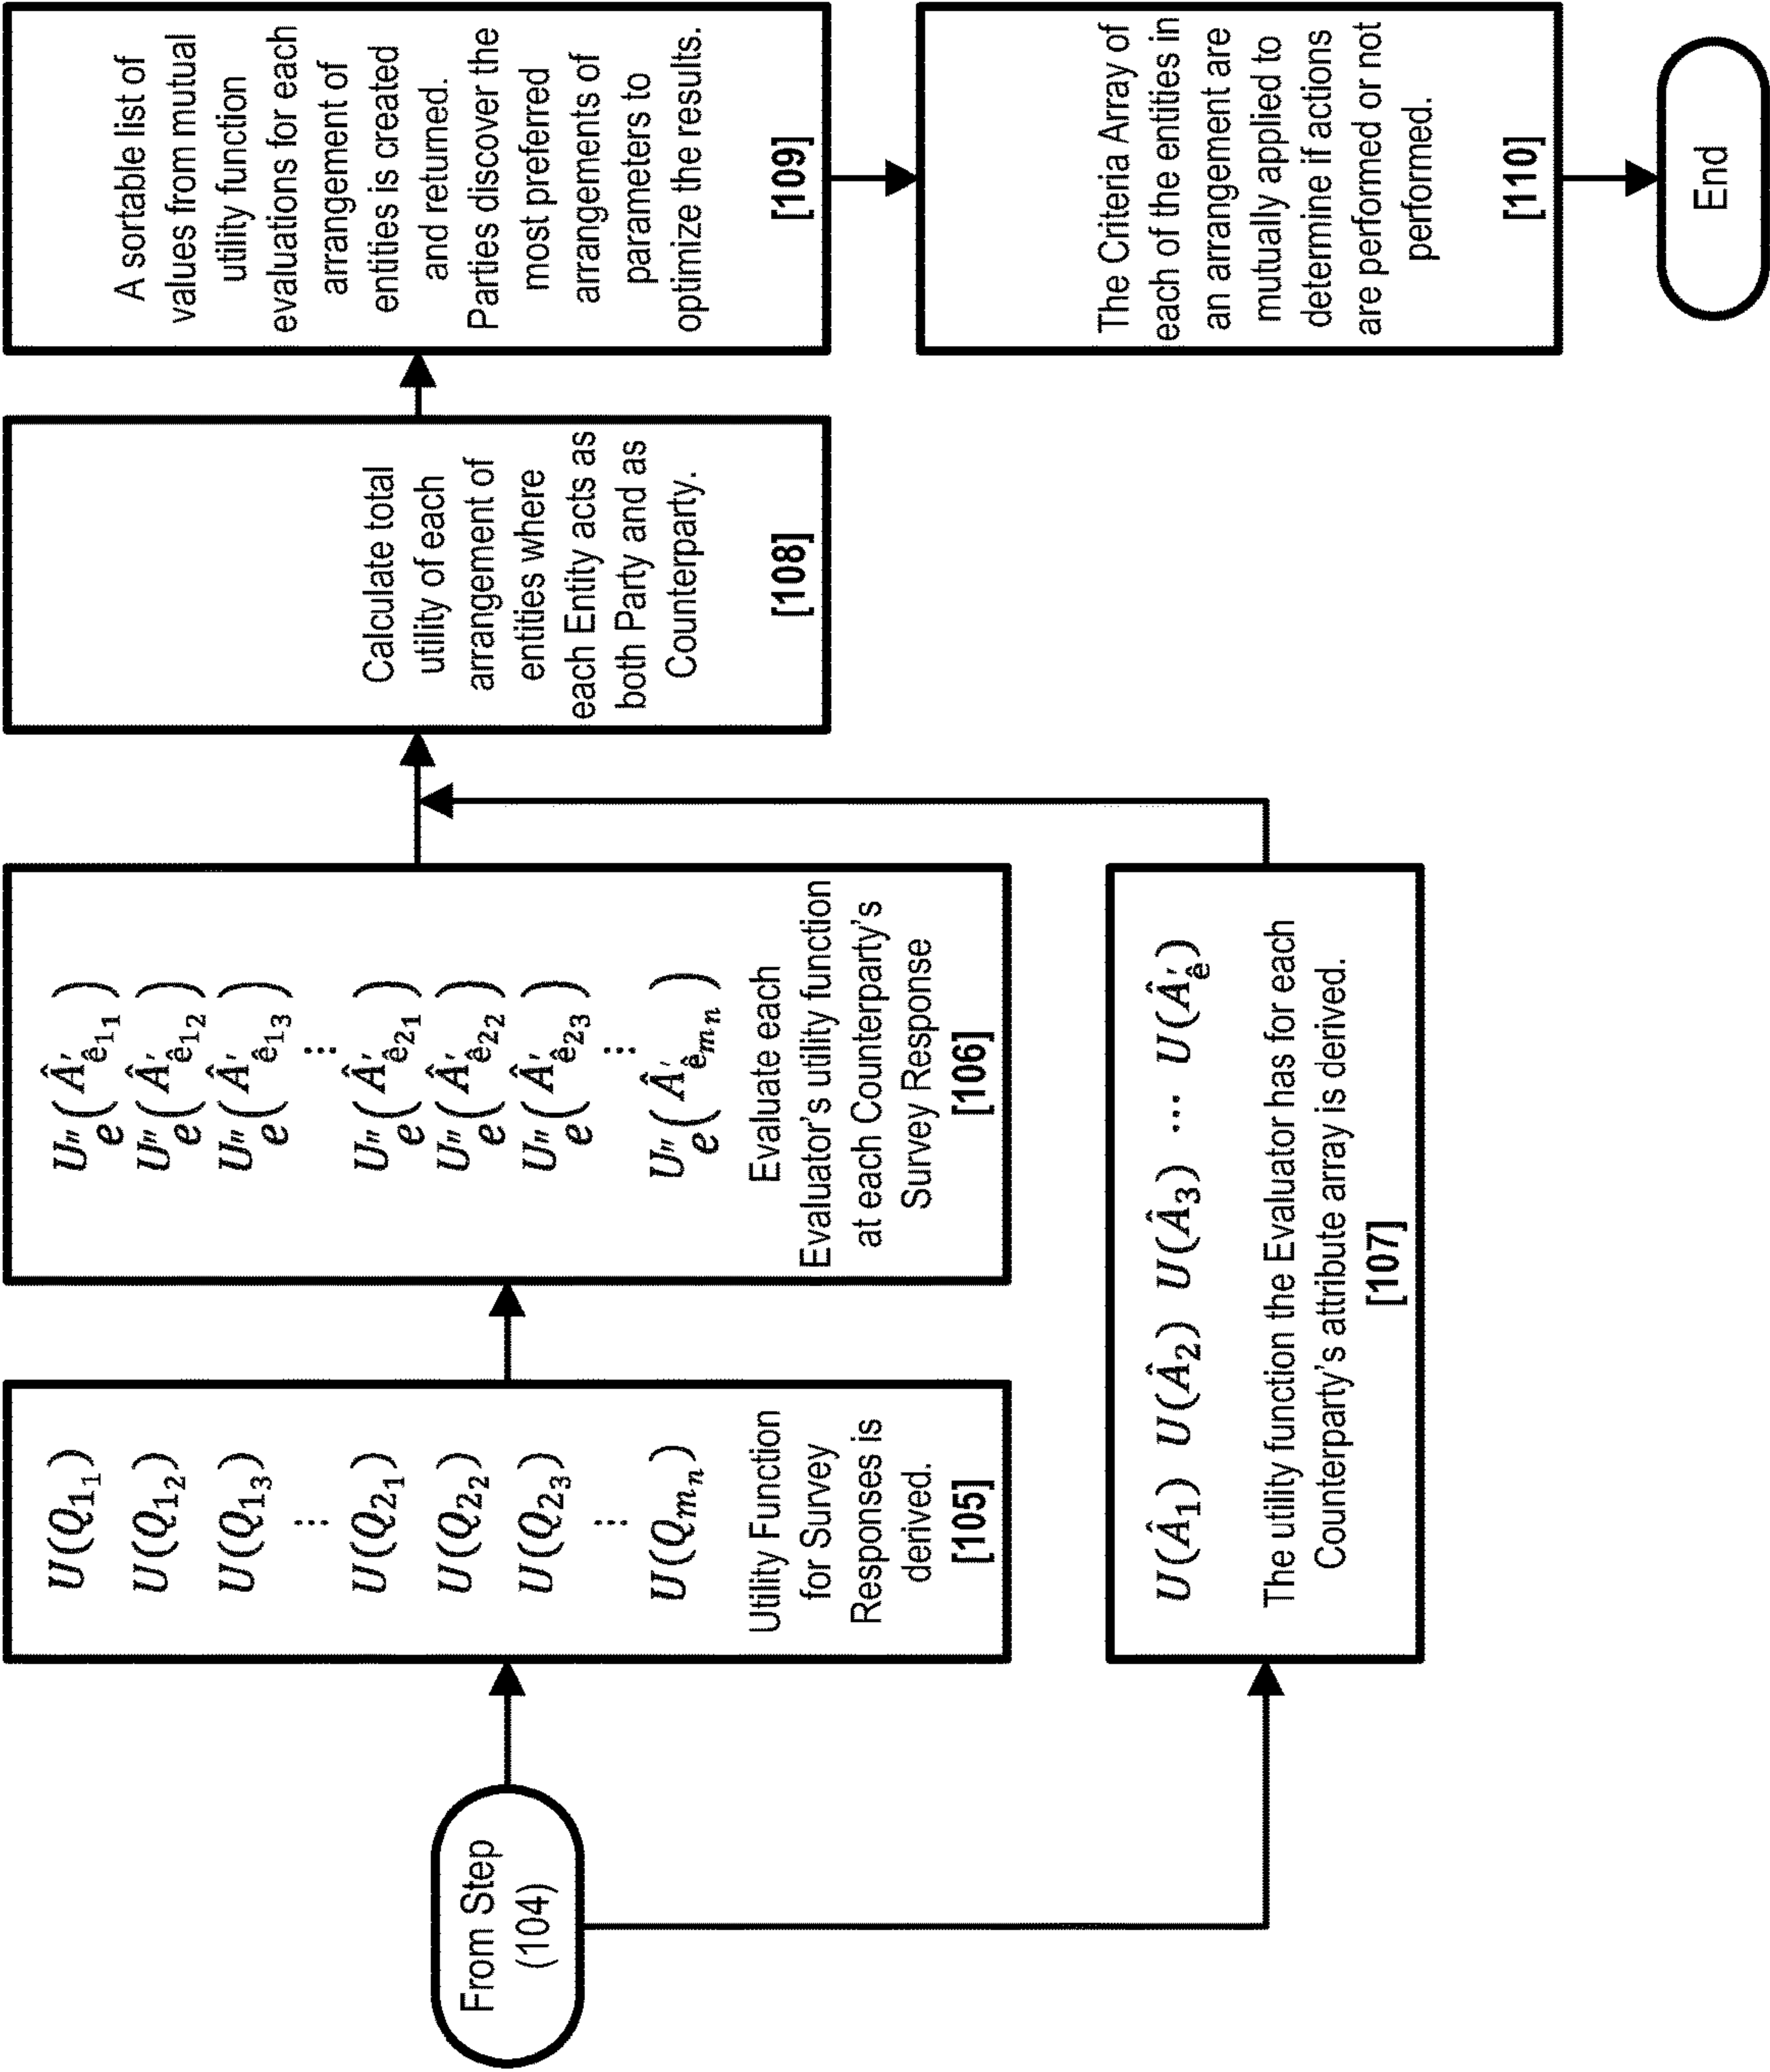 From Step
(104)
U(Q₁₁)
U(Q₁₂)
U(Q₁₃)
⋮
U(Q₂₁)
U(Q₂₂)
U(Q₂₃)
⋮
U(Qₘₙ)
Utility Function
for Survey
Responses is
derived.
[105]
U″ₑ(Â′ê₁₁)
U″ₑ(Â′ê₁₂)
U″ₑ(Â′ê₁₃)
⋮
U″ₑ(Â′ê₂₁)
U″ₑ(Â′ê₂₂)
U″ₑ(Â′ê₂₃)
⋮
U″ₑ(Â′êₘₙ)
Evaluate each
Evaluator's utility function
at each Counterparty's
Survey Response
[106]
U(Â₁) U(Â₂) U(Â₃) ... U(Â′ê)
The utility function the Evaluator has for each
Counterparty's attribute array is derived.
[107]
Calculate total
utility of each
arrangement of
entities where
each Entity acts as
both Party and as
Counterparty.
[108]
A sortable list of
values from mutual
utility function
evaluations for each
arrangement of
entities is created
and returned.
Parties discover the
most preferred
arrangements of
parameters to
optimize the results.
[109]
The Criteria Array of
each of the entities in
an arrangement are
mutually applied to
determine if actions
are performed or not
performed.
[110]
End